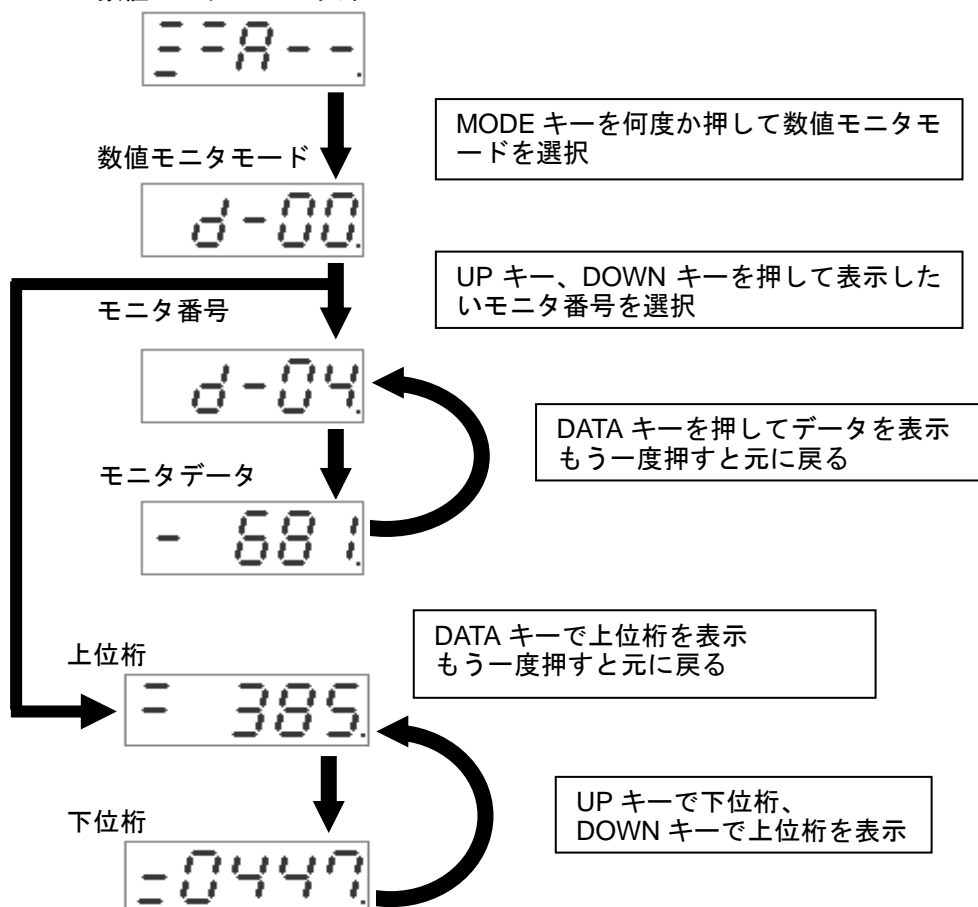 A--.
MODE キーを何度か押して数値モニタモ
ードを選択
数値モニタモード
d-00.
UP キー、DOWN キーを押して表示した
いモニタ番号を選択
モニタ番号
d-04.
DATA キーを押してデータを表示
もう一度押すと元に戻る
モニタデータ
- 681.
DATA キーで上位桁を表示
もう一度押すと元に戻る
上位桁
385.
UP キーで下位桁、
DOWN キーで上位桁を表示
下位桁
0447.